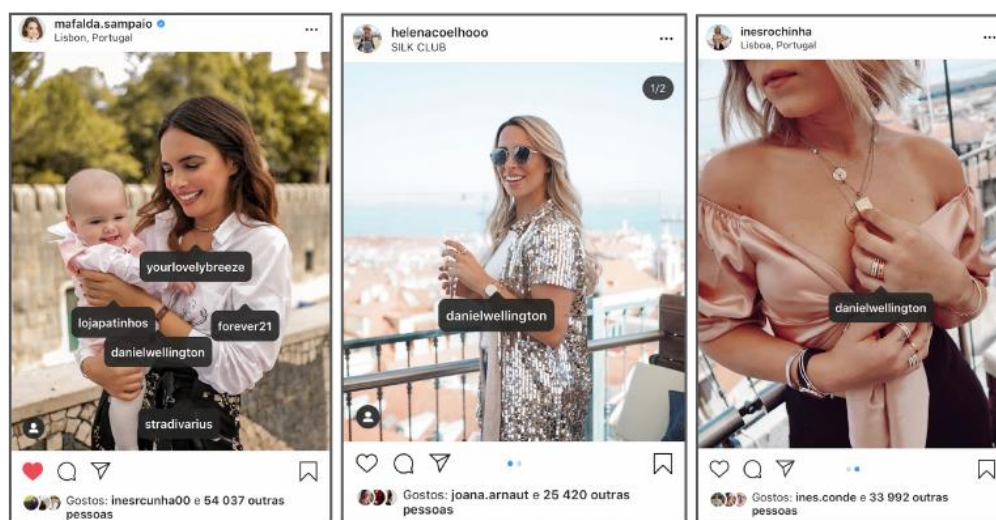 mafalda.sampaio
Lisbon, Portugal
yourlovelybreeze
lojapatinhos
forever21
danielwellington
stradivarius
Gostos: inesrcunha00 e 54 037 outras
pessoas
helenacoelhooo
SILK CLUB
1/2
danielwellington
Gostos: joana.arnaut e 25 420 outras
pessoas
inesrochinha
Lisboa, Portugal
danielwellington
Gostos: ines.conde e 33 992 outras
pessoas